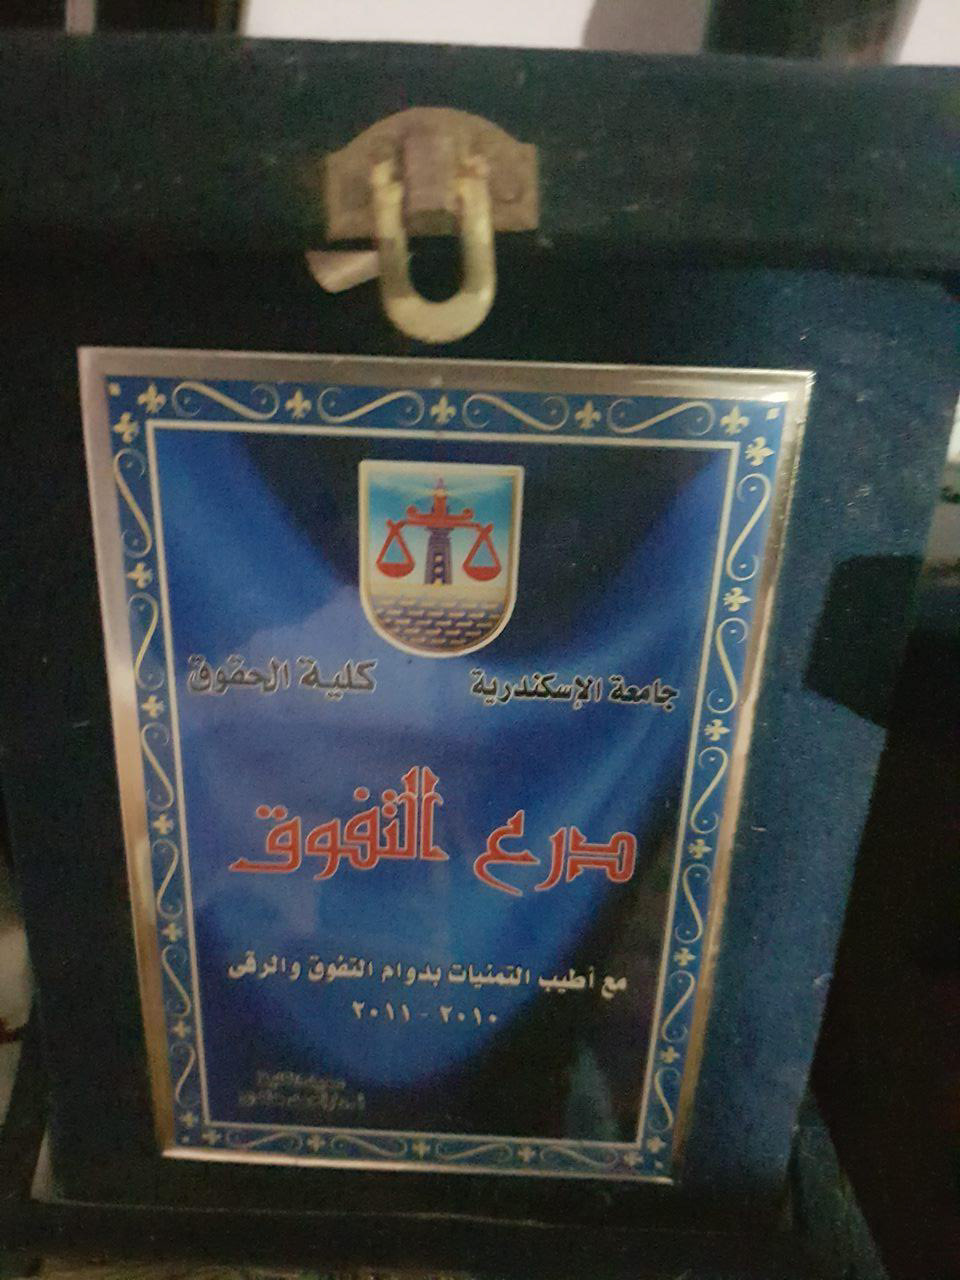 جامعة الإسكندرية كلية الحقوق
درع التفوق
مع أطيب التمنيات بدوام التفوق والرقى
٢٠١٠ - ٢٠١١